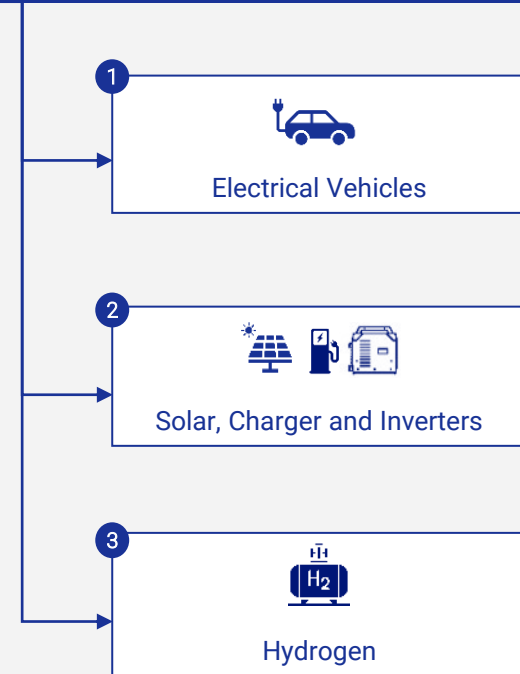 1
Electrical Vehicles
2
Solar, Charger and Inverters
3
H2
Hydrogen